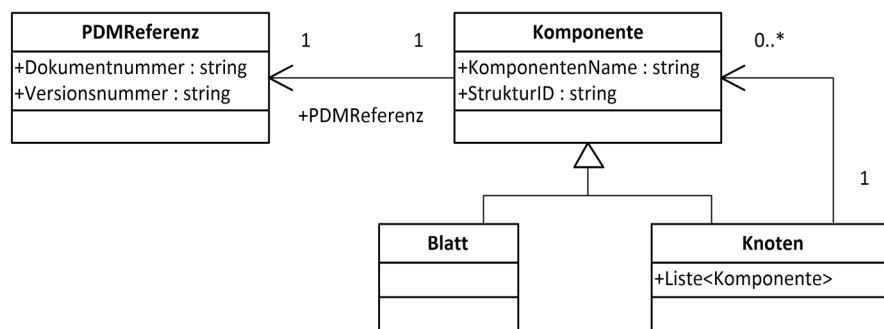 PDMReferenz
+Dokumentnummer : string
+Versionsnummer : string
1
1
+PDMReferenz
Komponente
+KomponentenName : string
+StrukturID : string
0..*
1
Blatt
Knoten
+Liste<Komponente>